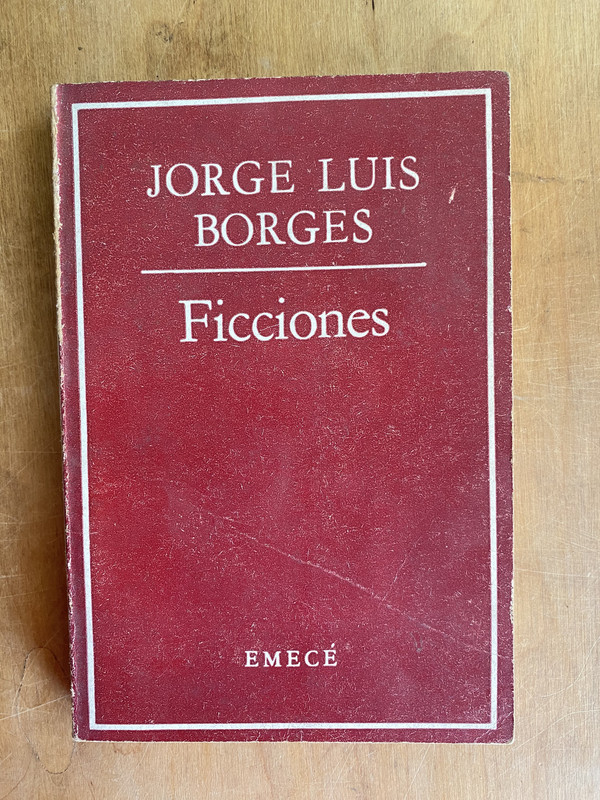 JORGE LUIS
BORGES
Ficciones
EMECÉ